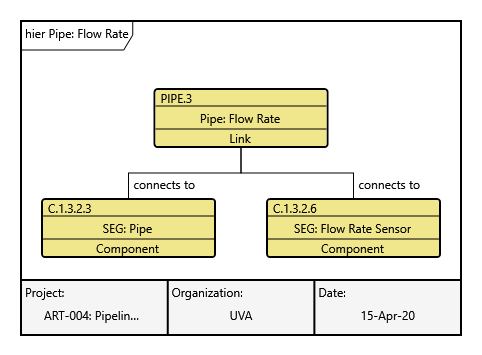 hier Pipe: Flow Rate
PIPE.3
Pipe: Flow Rate
Link
connects to
connects to
C.1.3.2.3
C.1.3.2.6
SEG: Pipe
SEG: Flow Rate Sensor
Component
Component
Project:
Organization:
Date:
ART-004: Pipelin...
UVA
15-Apr-20